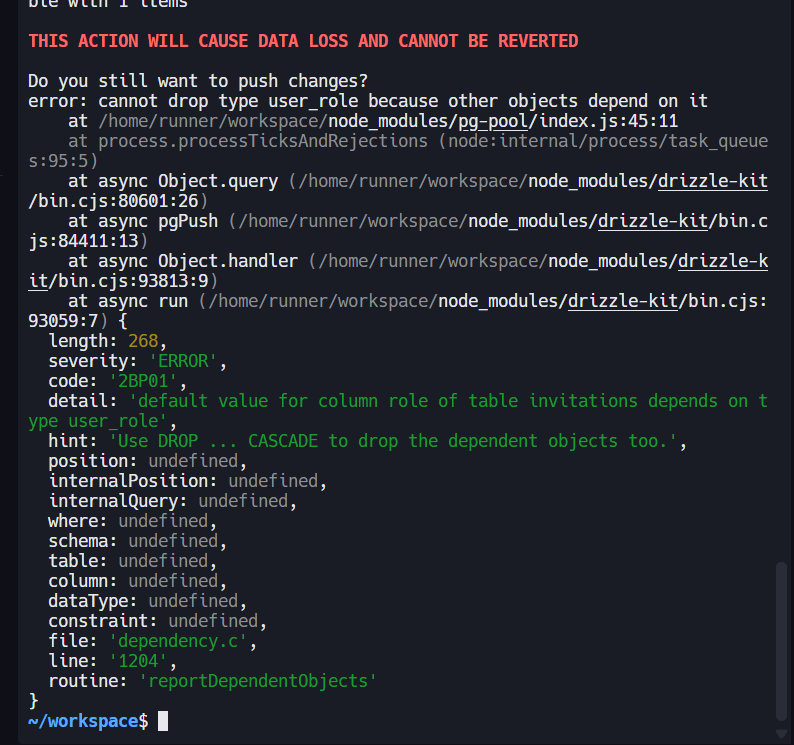 ble with 1 items
THIS ACTION WILL CAUSE DATA LOSS AND CANNOT BE REVERTED
Do you still want to push changes?
error: cannot drop type user_role because other objects depend on it
    at /home/runner/workspace/node_modules/pg-pool/index.js:45:11
    at process.processTicksAndRejections (node:internal/process/task_queue
s:95:5)
    at async Object.query (/home/runner/workspace/node_modules/drizzle-kit
/bin.cjs:80601:26)
    at async pgPush (/home/runner/workspace/node_modules/drizzle-kit/bin.c
js:84411:13)
    at async Object.handler (/home/runner/workspace/node_modules/drizzle-k
it/bin.cjs:93813:9)
    at async run (/home/runner/workspace/node_modules/drizzle-kit/bin.cjs:
93059:7) {
  length: 268,
  severity: 'ERROR',
  code: '2BP01',
  detail: 'default value for column role of table invitations depends on t
ype user_role',
  hint: 'Use DROP ... CASCADE to drop the dependent objects too.',
  position: undefined,
  internalPosition: undefined,
  internalQuery: undefined,
  where: undefined,
  schema: undefined,
  table: undefined,
  column: undefined,
  dataType: undefined,
  constraint: undefined,
  file: 'dependency.c',
  line: '1204',
  routine: 'reportDependentObjects'
}
~/workspace$